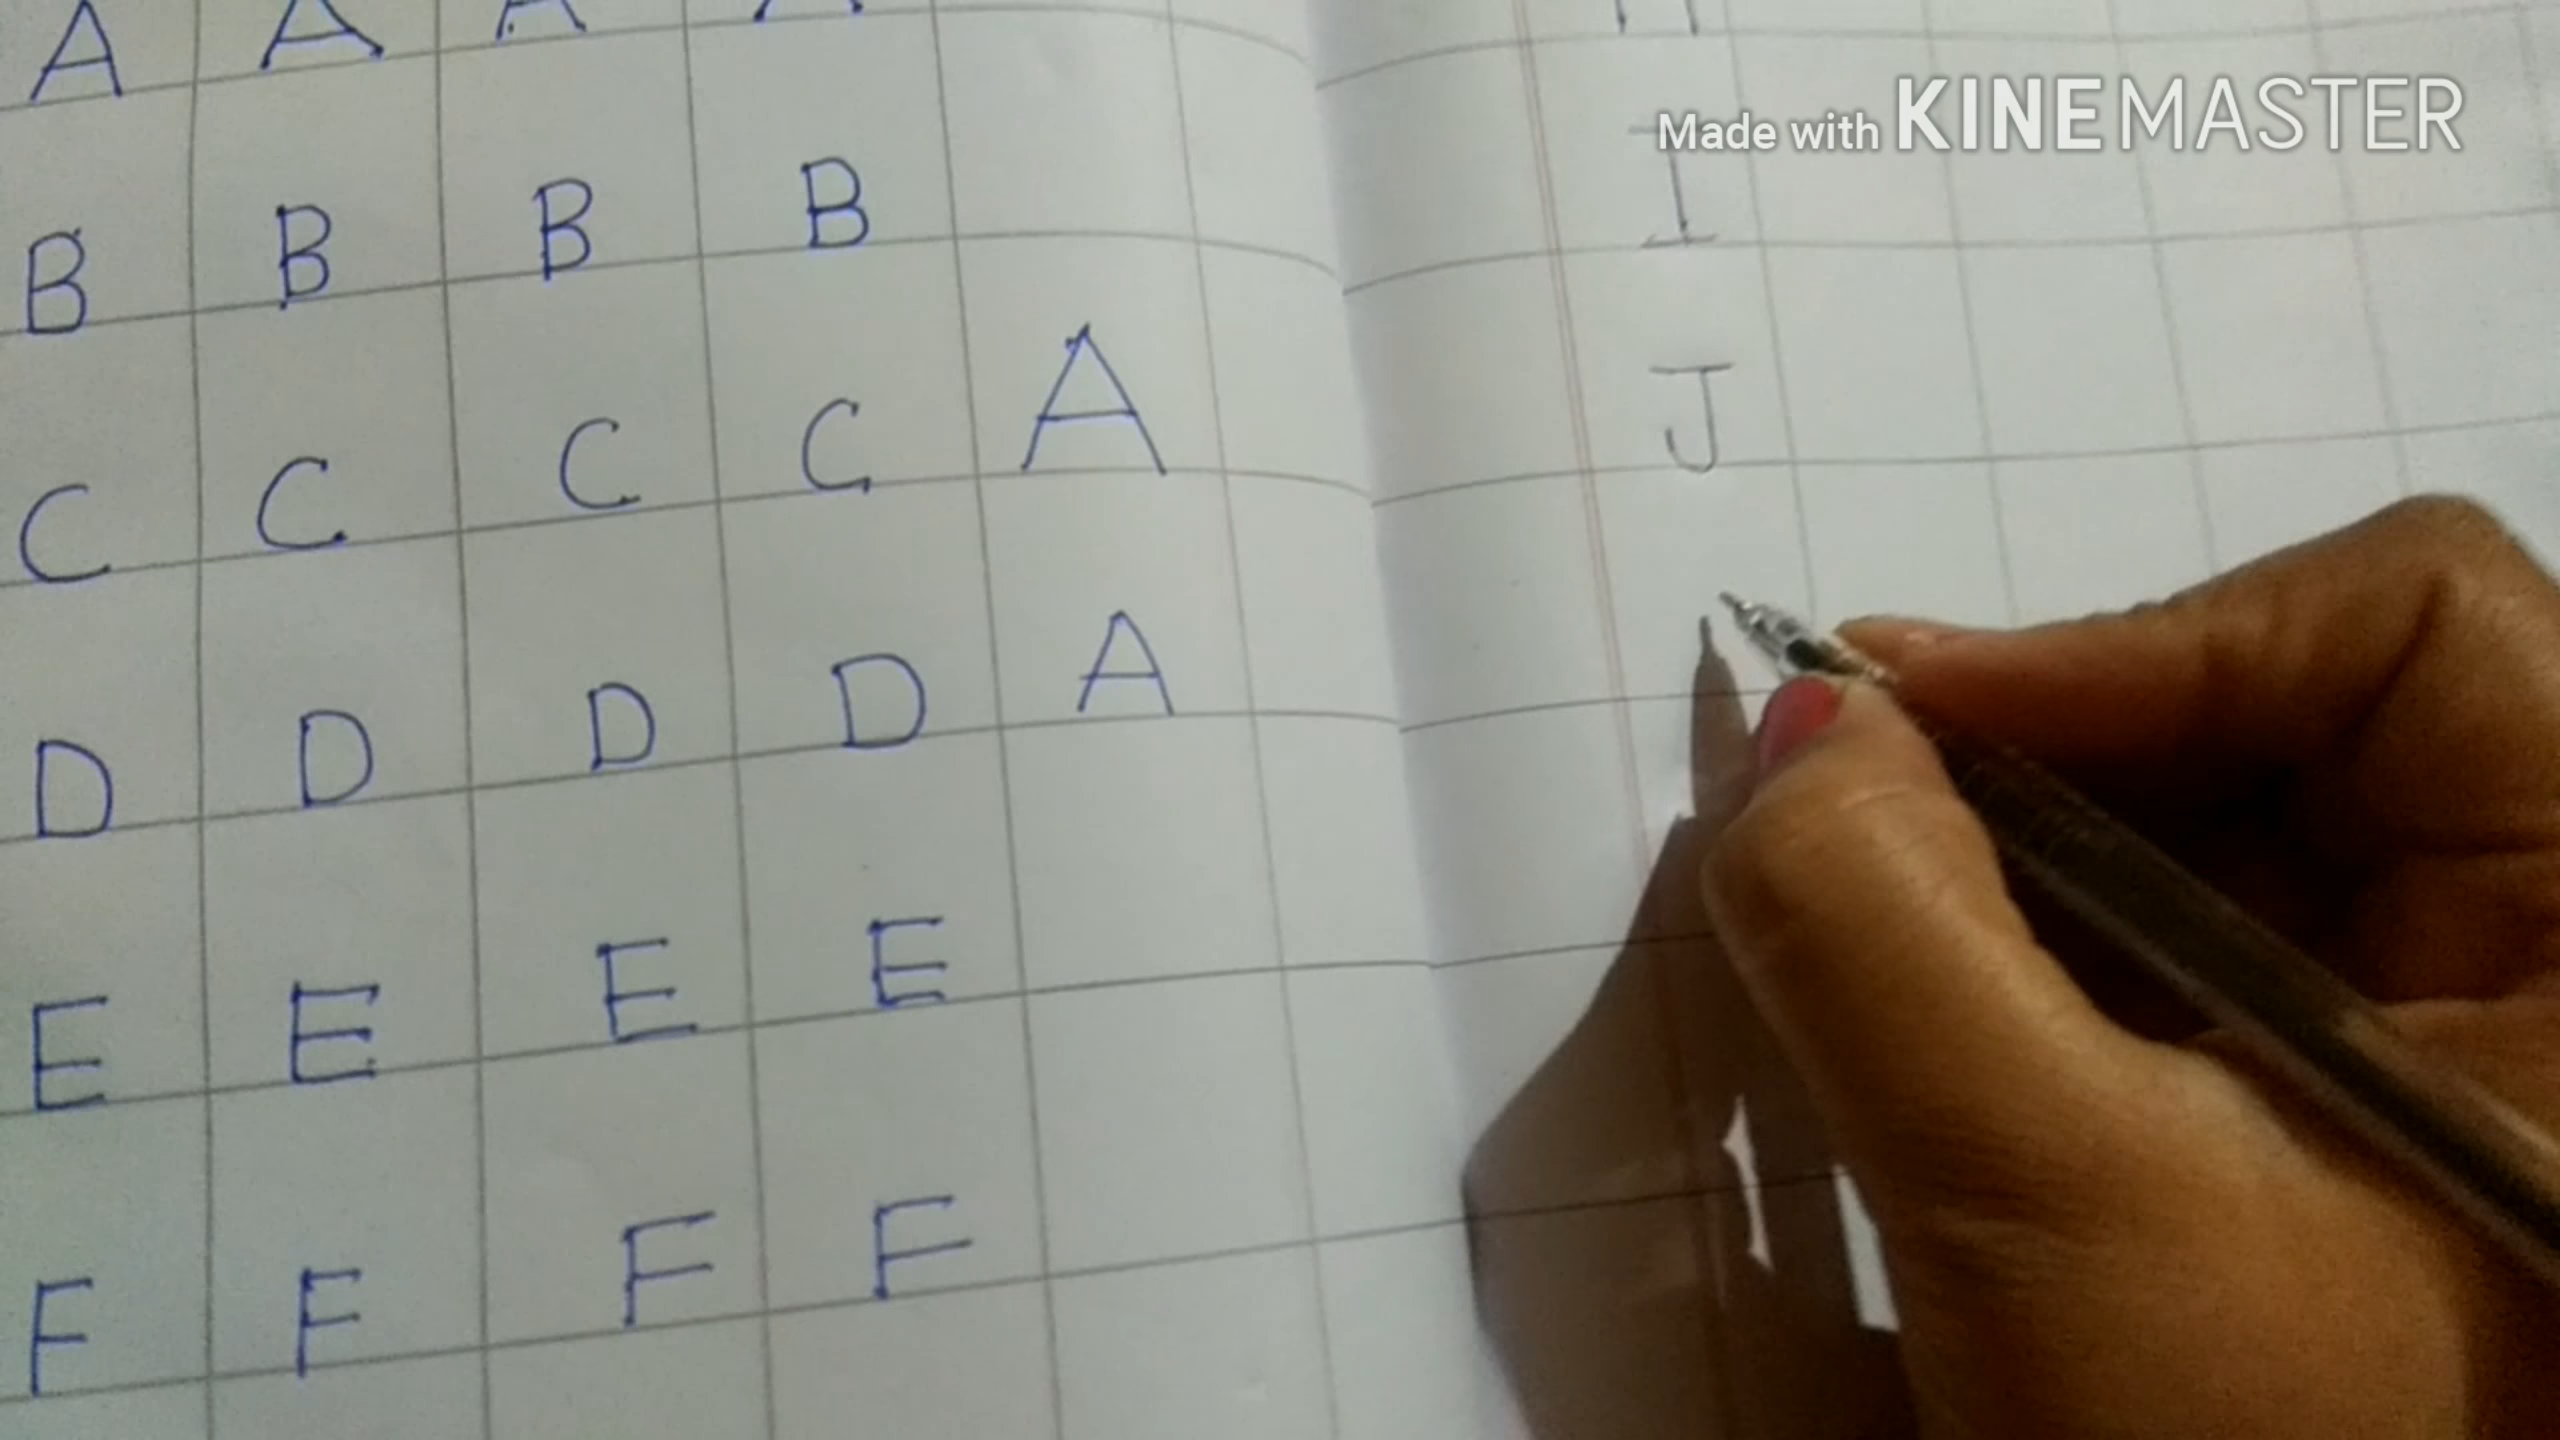 A A A A
B B B B
C C C C A
D D D D A
E E E E
F F F F
Made with KINEMASTER
I
J